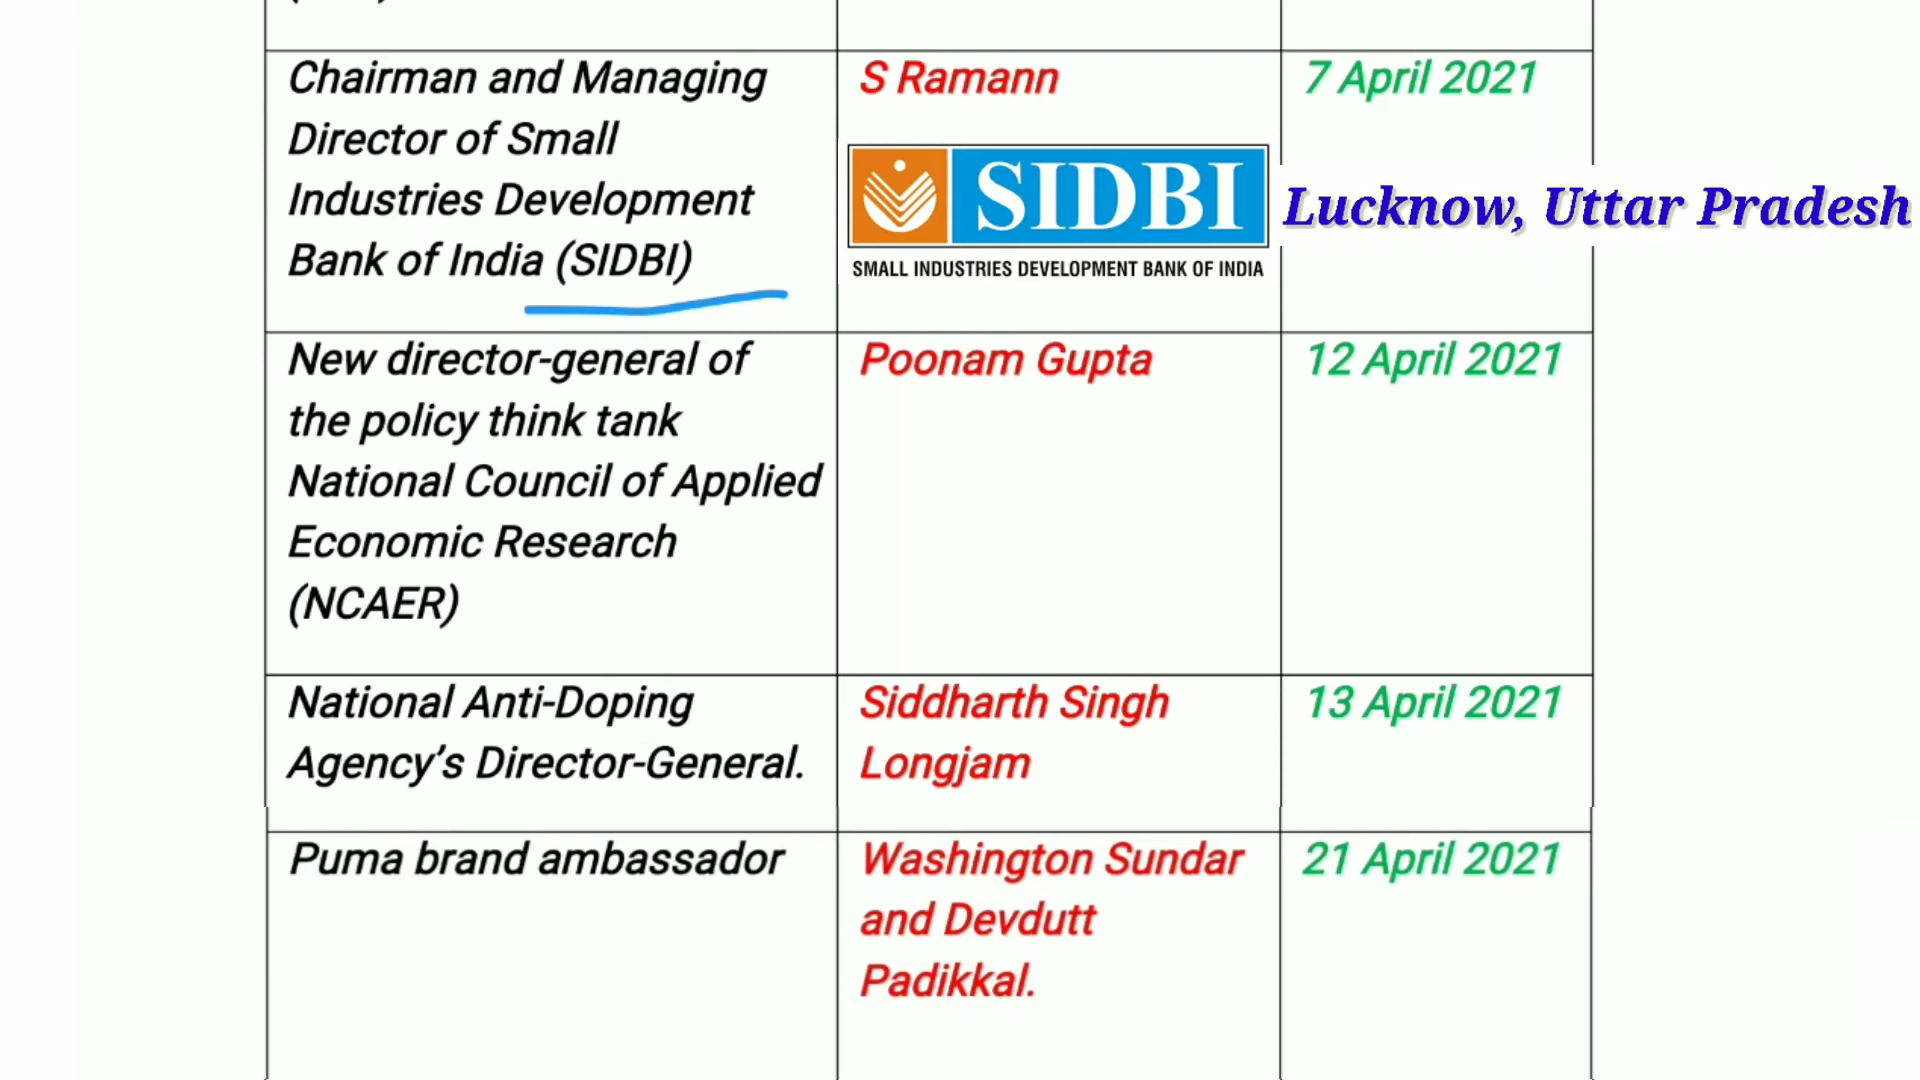 Chairman and Managing
Director of Small
Industries Development
Bank of India (SIDBI)
S Ramann
SIDBI
SMALL INDUSTRIES DEVELOPMENT BANK OF INDIA
7 April 2021
Lucknow, Uttar Pradesh
New director-general of
the policy think tank
National Council of Applied
Economic Research
(NCAER)
Poonam Gupta
12 April 2021
National Anti-Doping
Agency’s Director-General.
Siddharth Singh
Longjam
13 April 2021
Puma brand ambassador
Washington Sundar
and Devdutt
Padikkal.
21 April 2021